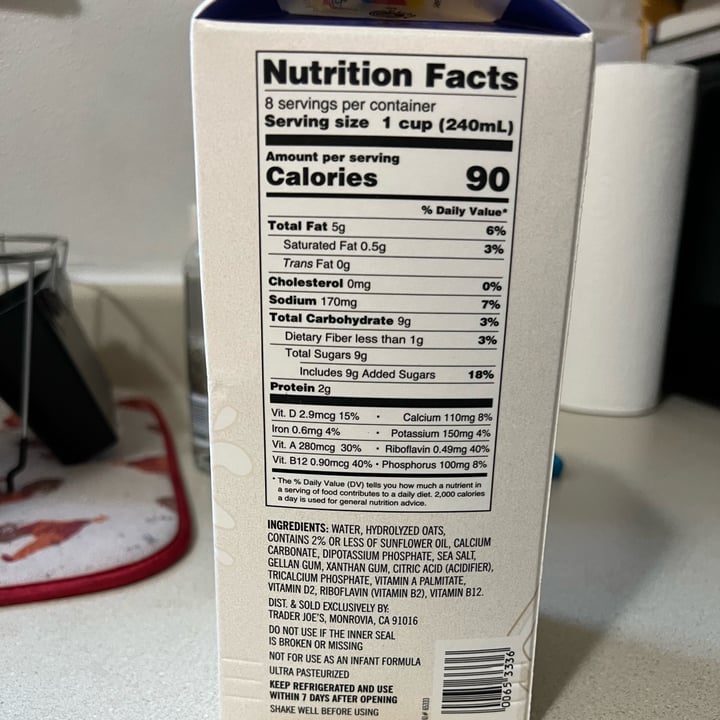 Nutrition Facts
8 servings per container
Serving size 1 cup (240mL)
Amount per serving
Calories 90
% Daily Value*
Total Fat 5g 6%
Saturated Fat 0.5g 3%
Trans Fat 0g
Cholesterol 0mg 0%
Sodium 170mg 7%
Total Carbohydrate 9g 3%
Dietary Fiber less than 1g 3%
Total Sugars 9g
Includes 9g Added Sugars 18%
Protein 2g
Vit. D 2.9mcg 15% • Calcium 110mg 8%
Iron 0.6mg 4% • Potassium 150mg 4%
Vit. A 280mcg 30% • Riboflavin 0.49mg 40%
Vit. B12 0.90mcg 40% • Phosphorus 100mg 8%
* The % Daily Value (DV) tells you how much a nutrient in
a serving of food contributes to a daily diet. 2,000 calories
a day is used for general nutrition advice.
INGREDIENTS: WATER, HYDROLYZED OATS,
CONTAINS 2% OR LESS OF SUNFLOWER OIL, CALCIUM
CARBONATE, DIPOTASSIUM PHOSPHATE, SEA SALT,
GELLAN GUM, XANTHAN GUM, CITRIC ACID (ACIDIFIER),
TRICALCIUM PHOSPHATE, VITAMIN A PALMITATE,
VITAMIN D2, RIBOFLAVIN (VITAMIN B2), VITAMIN B12.
DIST. & SOLD EXCLUSIVELY BY:
TRADER JOE'S, MONROVIA, CA 91016
DO NOT USE IF THE INNER SEAL
IS BROKEN OR MISSING
NOT FOR USE AS AN INFANT FORMULA
ULTRA PASTEURIZED
KEEP REFRIGERATED AND USE
WITHIN 7 DAYS AFTER OPENING
SHAKE WELL BEFORE USING
0065 3336